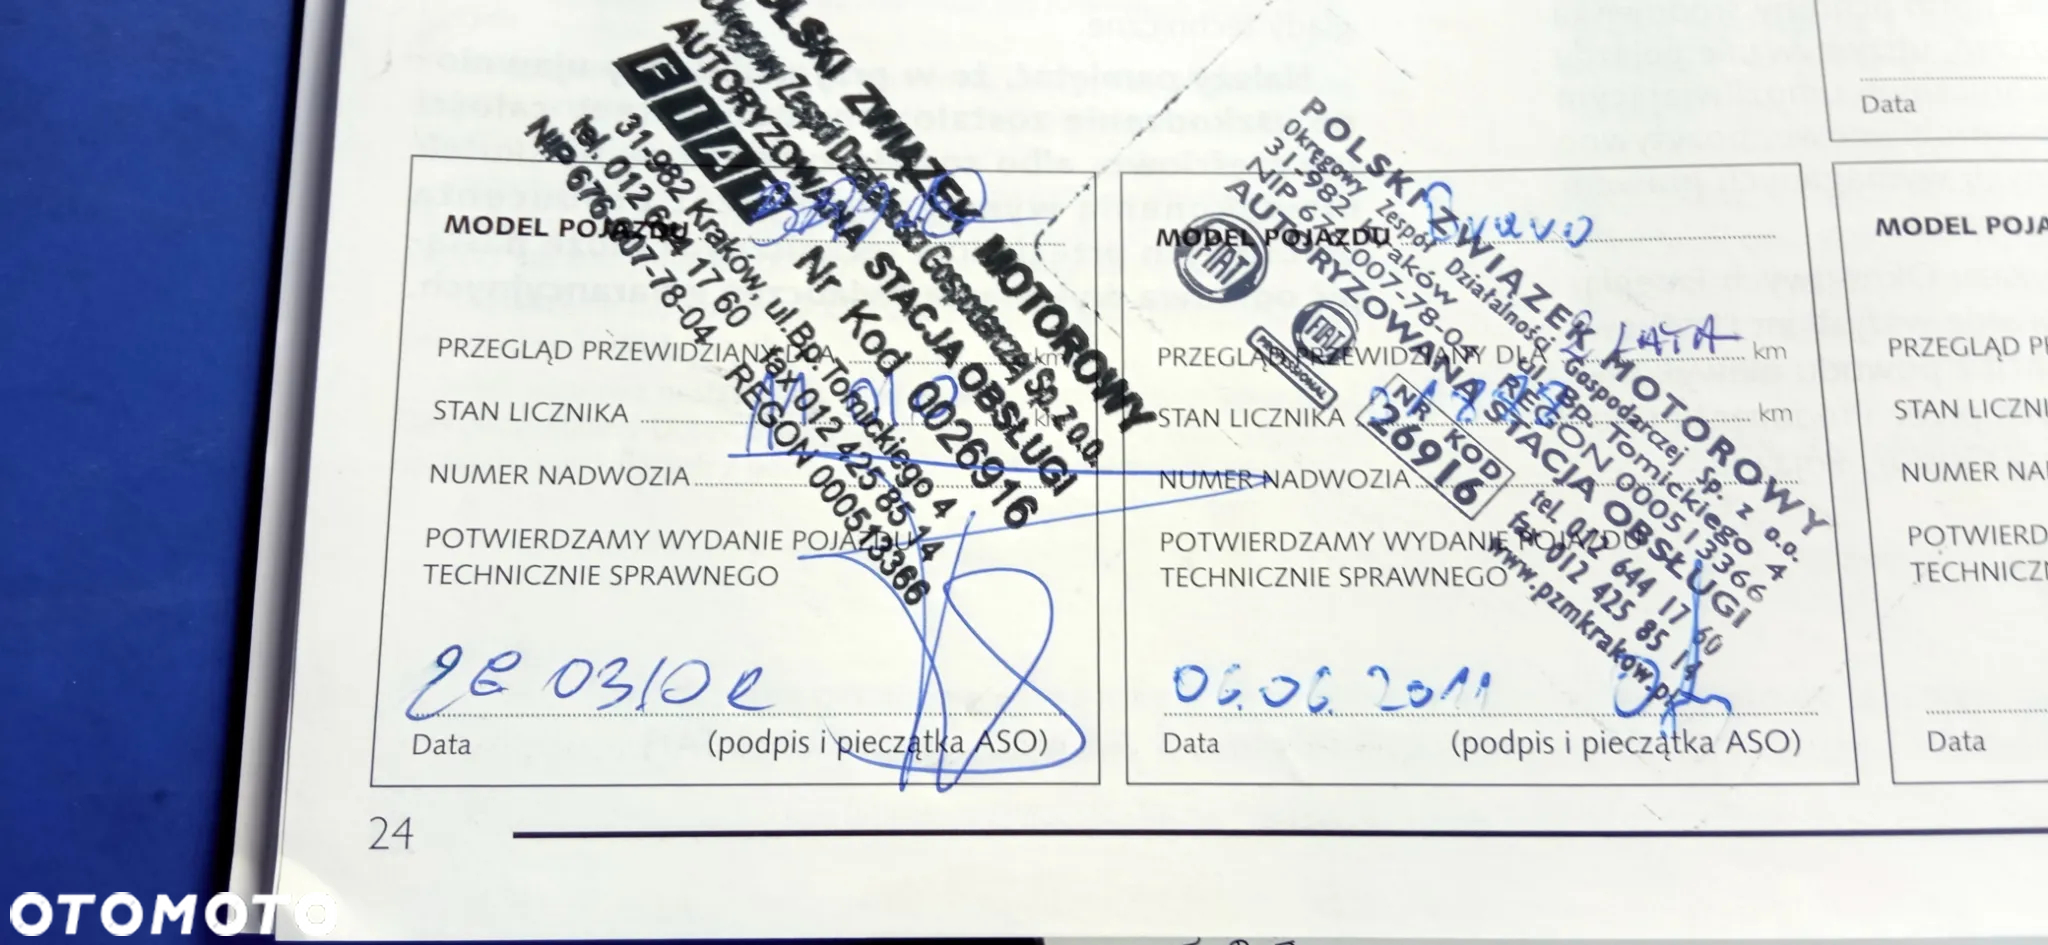 POLSKI ZWIĄZEK MOTOROWY
Okręgowy Zespół Działalności Gospodarczej Sp. z o.o.
AUTORYZOWANA STACJA OBSŁUGI
FIAT Nr Kod. 0026916
31-982 Kraków, ul. Bp. Tomickiego 4
tel. 012 644 17 60 fax 012 425 85 14
NIP 676-007-78-04, REGON 000513366
MODEL POJAZDU
PRZEGLĄD PRZEWIDZIANY DLA km
STAN LICZNIKA km
NUMER NADWOZIA
POTWIERDZAMY WYDANIE POJAZDU
TECHNICZNIE SPRAWNEGO
Data (podpis i pieczątka ASO)
POLSKI ZWIĄZEK MOTOROWY
Okręgowy Zespół Działalności Gospodarczej Sp. z o.o.
31-982 Kraków ul. Bp. Tomickiego 4
NIP 676-007-78-04 REGON 000513366
AUTORYZOWANA STACJA OBSŁUGI
FIAT
FIAT
PROFESSIONAL
NR KOD
26916
tel. 012 644 17 60
fax 012 425 85 14
www.pzmkrakow.pl
MODEL POJAZDU Bravo
PRZEGLĄD PRZEWIDZIANY DLA 2 LATA km
STAN LICZNIKA km
NUMER NADWOZIA
POTWIERDZAMY WYDANIE POJAZDU
TECHNICZNIE SPRAWNEGO
06.06.2011
Data (podpis i pieczątka ASO)
Data
MODEL POJA
PRZEGLĄD P
STAN LICZNI
NUMER NA
POTWIERD
TECHNICZN
Data
24
OTOMOTO